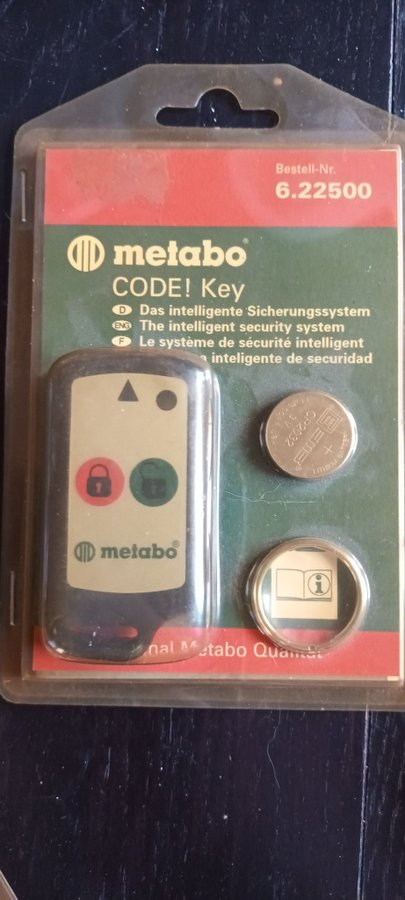 Bestell-Nr.
6.22500
metabo®
CODE! Key
D Das intelligente Sicherungssystem
ENG The intelligent security system
F Le système de sécurité intelligent
a inteligente de securidad
metabo®
CR2032
3V
+
i
nal Metabo Qualität